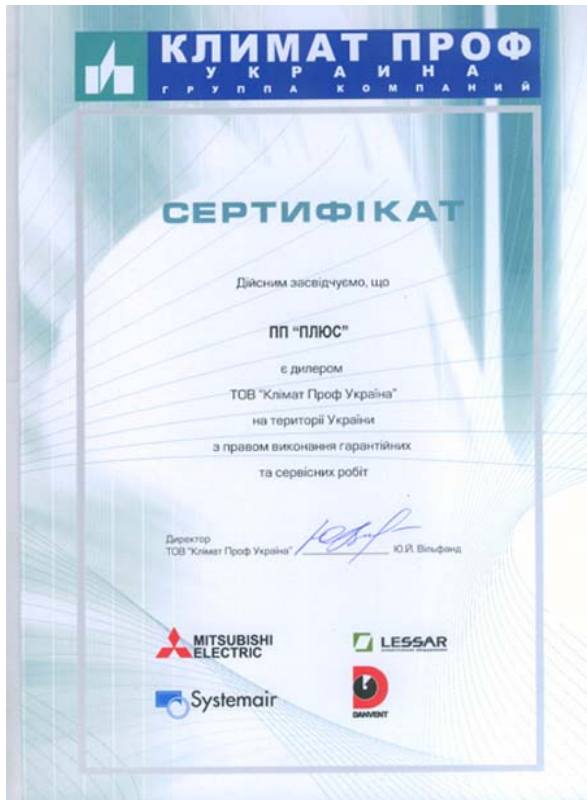 КЛИМАТ ПРОФ
УКРАИНА
ГРУППА КОМПАНИЙ
СЕРТИФІКАТ
Дійсним засвідчуємо, що
ПП “ПЛЮС”
є дилером
ТОВ “Клімат Проф Україна”
на території України
з правом виконання гарантійних
та сервісних робіт
Директор
ТОВ “Клімат Проф Україна” Ю.Й. Вільфанд
MITSUBISHI
ELECTRIC
LESSAR
Systemair
DANVENT